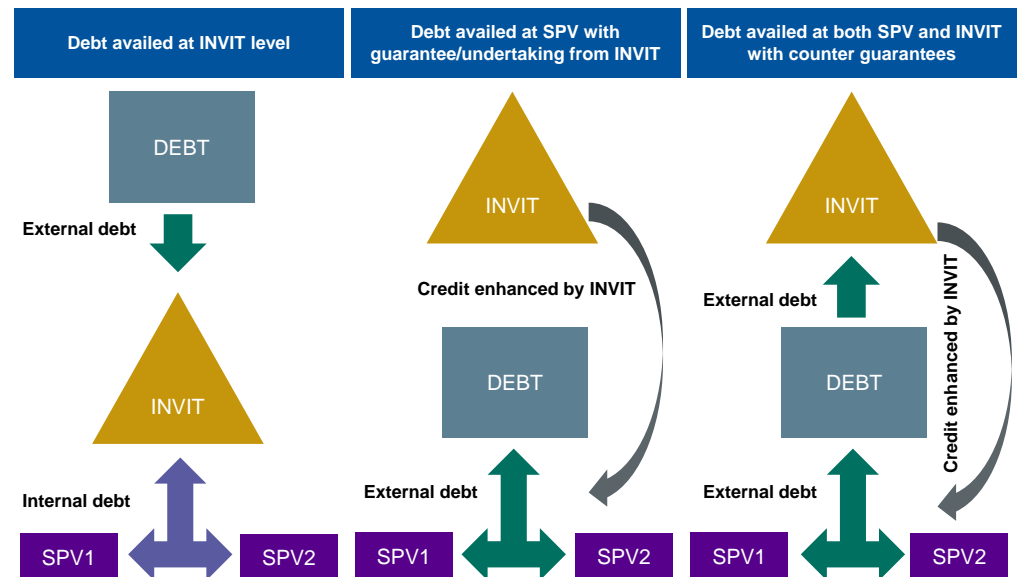 Debt availed at INVIT level
DEBT
External debt
INVIT
Internal debt
SPV1
SPV2
Debt availed at SPV with
guarantee/undertaking from INVIT
INVIT
Credit enhanced by INVIT
DEBT
External debt
SPV1
SPV2
Debt availed at both SPV and INVIT
with counter guarantees
INVIT
External debt
Credit enhanced by INVIT
DEBT
External debt
SPV1
SPV2